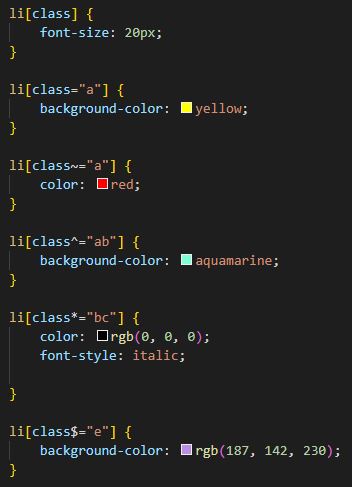 li[class] {
    font-size: 20px;
}

li[class="a"] {
    background-color: yellow;
}

li[class~="a"] {
    color: red;
}

li[class^="ab"] {
    background-color: aquamarine;
}

li[class*="bc"] {
    color: rgb(0, 0, 0);
    font-style: italic;

}

li[class$="e"] {
    background-color: rgb(187, 142, 230);
}